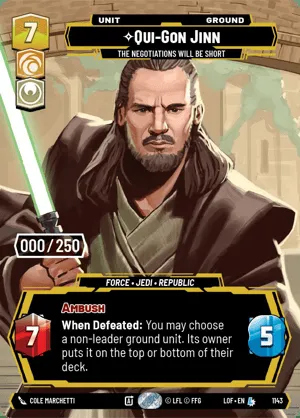 UNIT
GROUND
7
✧QUI-GON JINN
THE NEGOTIATIONS WILL BE SHORT
000/250
FORCE • JEDI • REPUBLIC
AMBUSH
When Defeated: You may choose
a non-leader ground unit. Its owner
puts it on the top or bottom of their
deck.
7
5
COLE MARCHETTI
© LFL © FFG
LOF • EN
1143